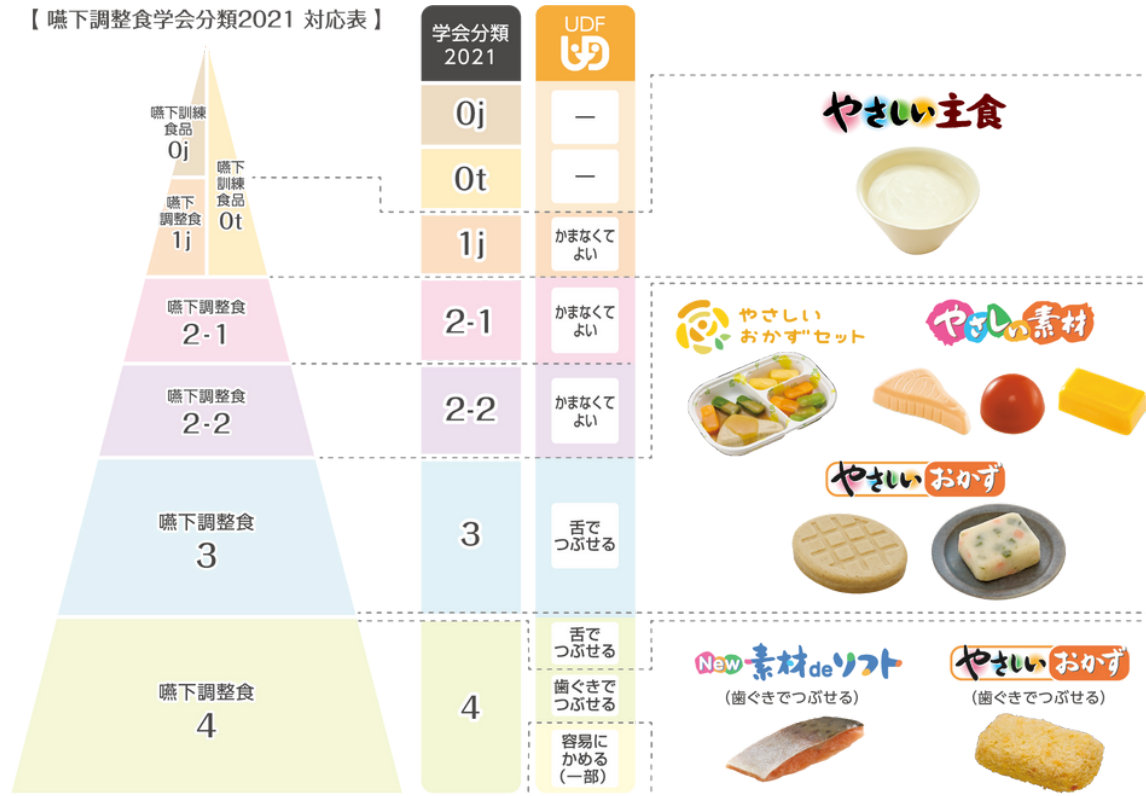 【 嚥下調整食学会分類2021 対応表 】
嚥下訓練
食品
0j
嚥下
訓練
食品
0t
嚥下
調整食
1j
嚥下調整食
2-1
嚥下調整食
2-2
嚥下調整食
3
嚥下調整食
4
学会分類
2021
0j
0t
1j
2-1
2-2
3
4
UDF
UD
—
—
かまなくて
よい
かまなくて
よい
かまなくて
よい
舌で
つぶせる
舌で
つぶせる
歯ぐきで
つぶせる
容易に
かめる
(一部)
やさしい主食
やさしい
おかずセット
やさしい素材
やさしいおかず
New 素材deソフト
(歯ぐきでつぶせる)
やさしいおかず
(歯ぐきでつぶせる)